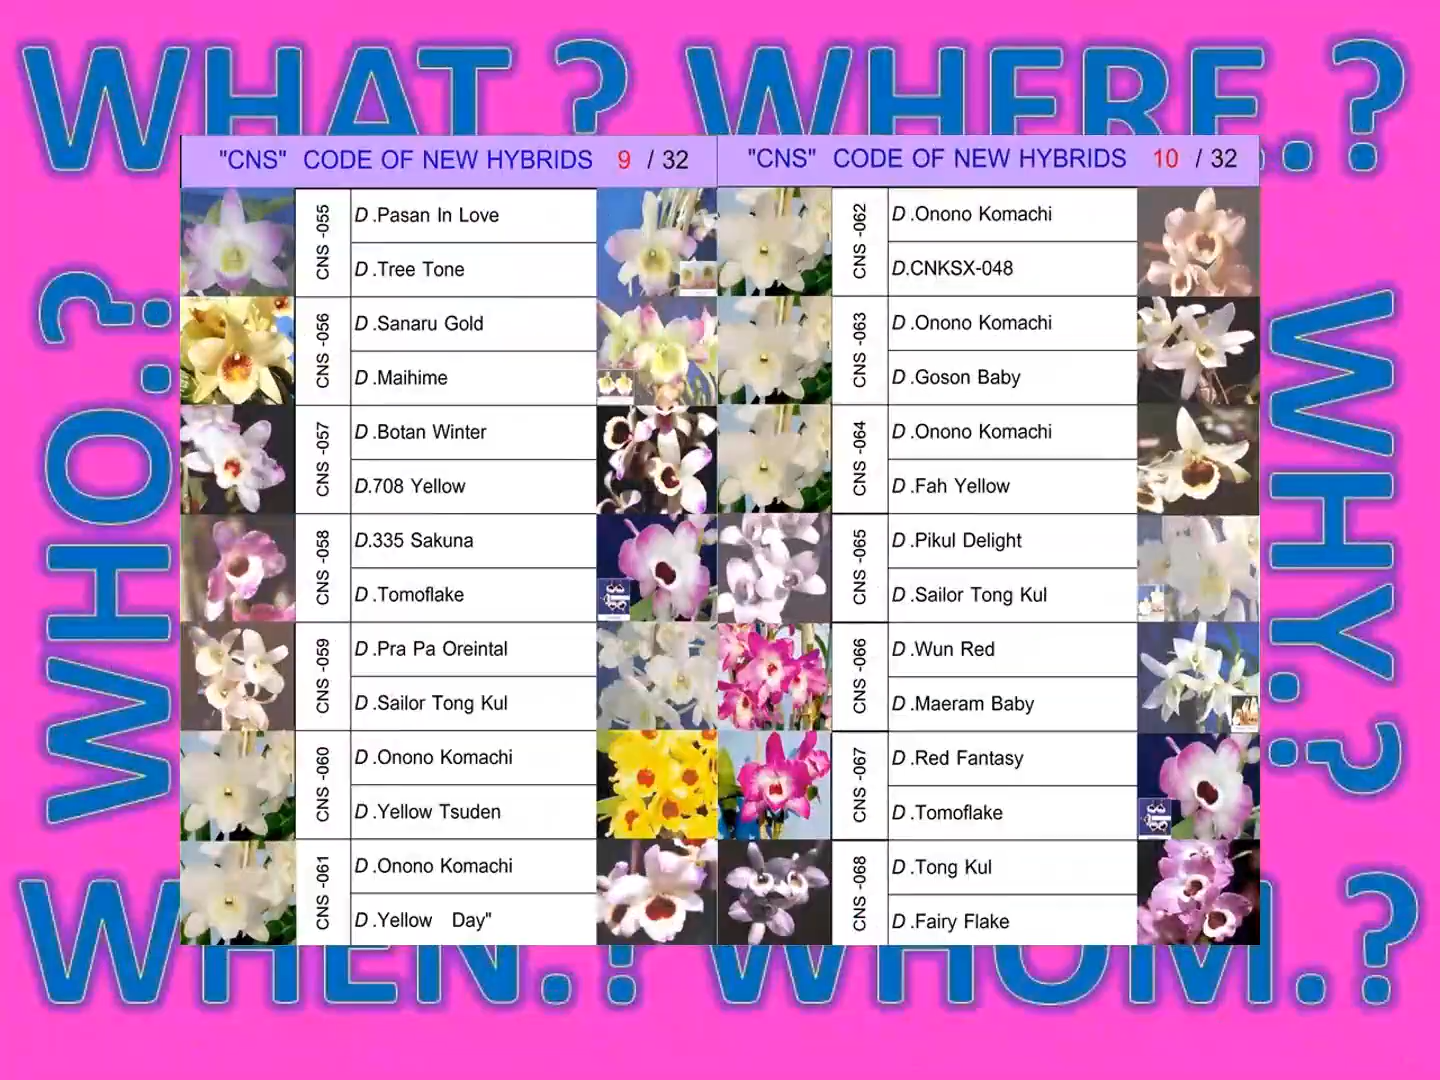 WHAT ? WHERE.?
"CNS" CODE OF NEW HYBRIDS 9 / 32
CNS -055
D .Pasan In Love
D .Tree Tone
CNS -056
D .Sanaru Gold
D .Maihime
CNS -057
D .Botan Winter
D.708 Yellow
CNS -058
D.335 Sakuna
D .Tomoflake
CNS -059
D .Pra Pa Oreintal
D .Sailor Tong Kul
CNS -060
D .Onono Komachi
D .Yellow Tsuden
CNS -061
D .Onono Komachi
D .Yellow Day"
"CNS" CODE OF NEW HYBRIDS 10 / 32
CNS -062
D .Onono Komachi
D.CNKSX-048
CNS -063
D .Onono Komachi
D .Goson Baby
CNS -064
D .Onono Komachi
D .Fah Yellow
CNS -065
D .Pikul Delight
D .Sailor Tong Kul
CNS -066
D .Wun Red
D .Maeram Baby
CNS -067
D .Red Fantasy
D .Tomoflake
CNS -068
D .Tong Kul
D .Fairy Flake
WHO.?
WHY.?
WHEN.? WHOM.?